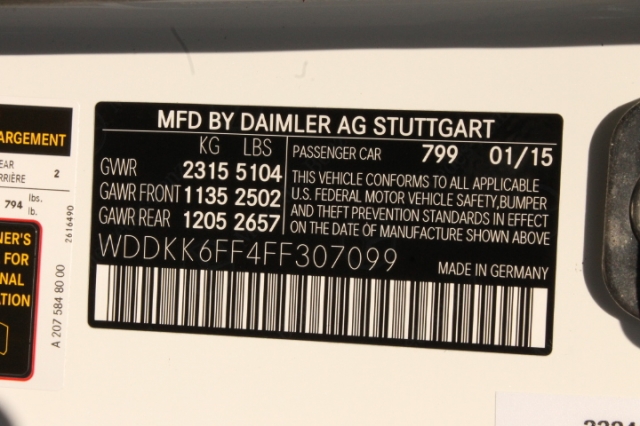 ARGEMENT
2
794 lbs.
lb.
NER'S
FOR
NAL
ATION
2616490
A 207 584 80 00
MFD BY DAIMLER AG STUTTGART
KG LBS
GWWR 2315 5104
GAWR FRONT 1135 2502
GAWR REAR 1205 2657
PASSENGER CAR 799 01/15
THIS VEHICLE CONFORMS TO ALL APPLICABLE
U.S. FEDERAL MOTOR VEHICLE SAFETY,BUMPER
AND THEFT PREVENTION STANDARDS IN EFFECT
ON THE DATE OF MANUFACTURE SHOWN ABOVE
WDDKK6FF4FF307099
MADE IN GERMANY